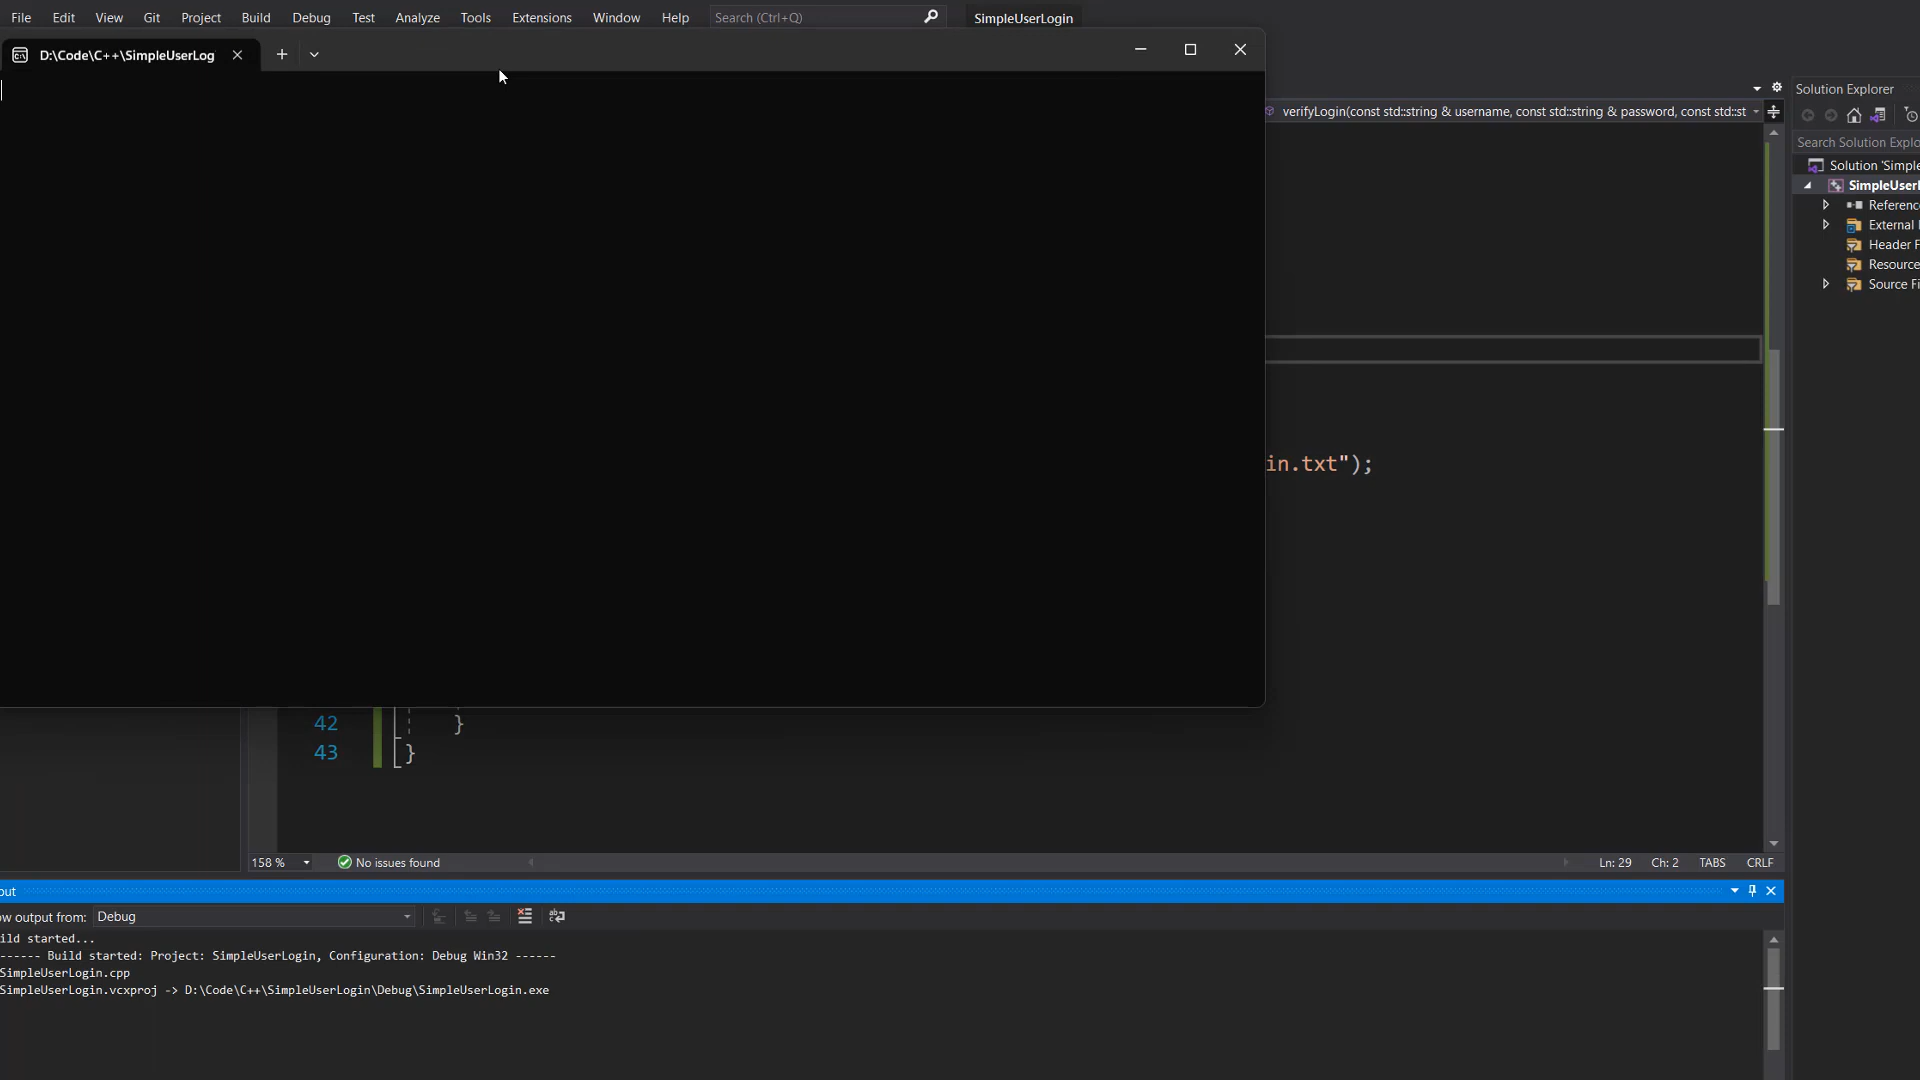 File Edit View Git Project Build Debug Test Analyze Tools Extensions Window Help Search (Ctrl+Q) SimpleUserLogin
D:\Code\C++\SimpleUserLog
Solution Explorer
verifyLogin(const std::string & username, const std::string & password, const std::st
Search Solution Explo
Solution 'Simple
SimpleUserL
Referenc
External
Header F
Resource
Source Fi
in.txt");
42 }
43 }
158 % No issues found Ln: 29 Ch: 2 TABS CRLF
put
ow output from: Debug
ild started...
------ Build started: Project: SimpleUserLogin, Configuration: Debug Win32 ------
SimpleUserLogin.cpp
SimpleUserLogin.vcxproj -> D:\Code\C++\SimpleUserLogin\Debug\SimpleUserLogin.exe